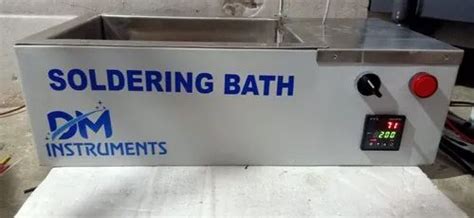 SOLDERING BATH
DM
INSTRUMENTS
71
200